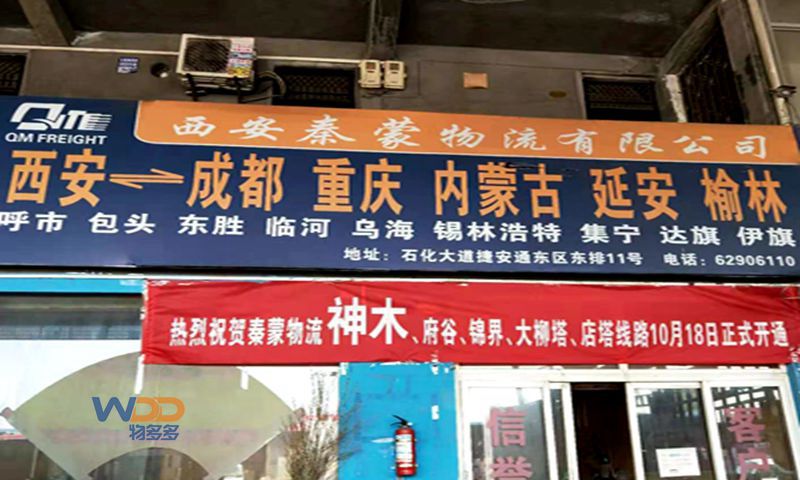 QM FREIGHT
西安秦蒙物流有限公司
西安⇌成都 重庆 内蒙古 延安 榆林
呼市 包头 东胜 临河 乌海 锡林浩特 集宁 达旗 伊旗
地址：石化大道捷安通东区东排11号 电话：62906110
热烈祝贺秦蒙物流神木、府谷、锦界、大柳塔、店塔线路10月18日正式开通
WDD
物多多
信誉
客户